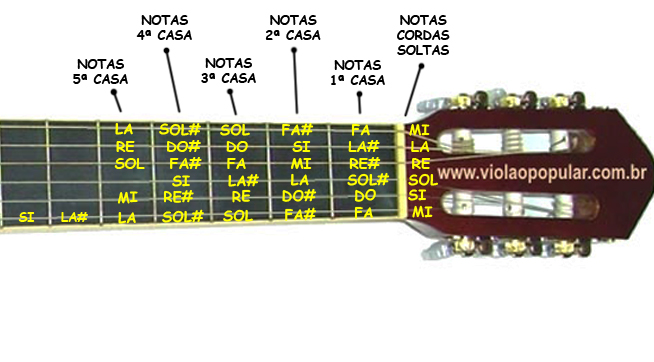 NOTAS
4ª CASA
NOTAS
2ª CASA
NOTAS
CORDAS
SOLTAS
NOTAS
5ª CASA
NOTAS
3ª CASA
NOTAS
1ª CASA
LA SOL# SOL FA# FA MI
RE DO# DO SI LA# LA
SOL FA# FA MI RE# RE
www.violaopopular.com.br
SI LA# LA SOL# SOL
MI RE# RE DO# DO SI
SI LA# LA SOL# SOL FA# FA MI